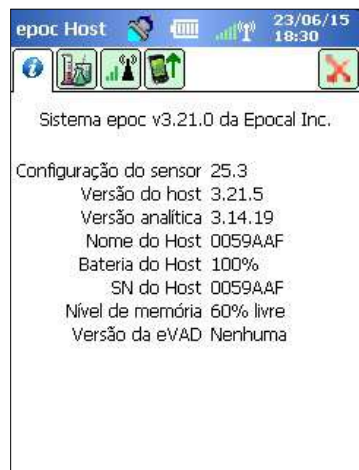 epoc Host
23/06/15
18:30
Sistema epoc v3.21.0 da Epocal Inc.
Configuração do sensor 25.3
Versão do host 3.21.5
Versão analítica 3.14.19
Nome do Host 0059AAF
Bateria do Host 100%
SN do Host 0059AAF
Nível de memória 60% livre
Versão da eVAD Nenhuma